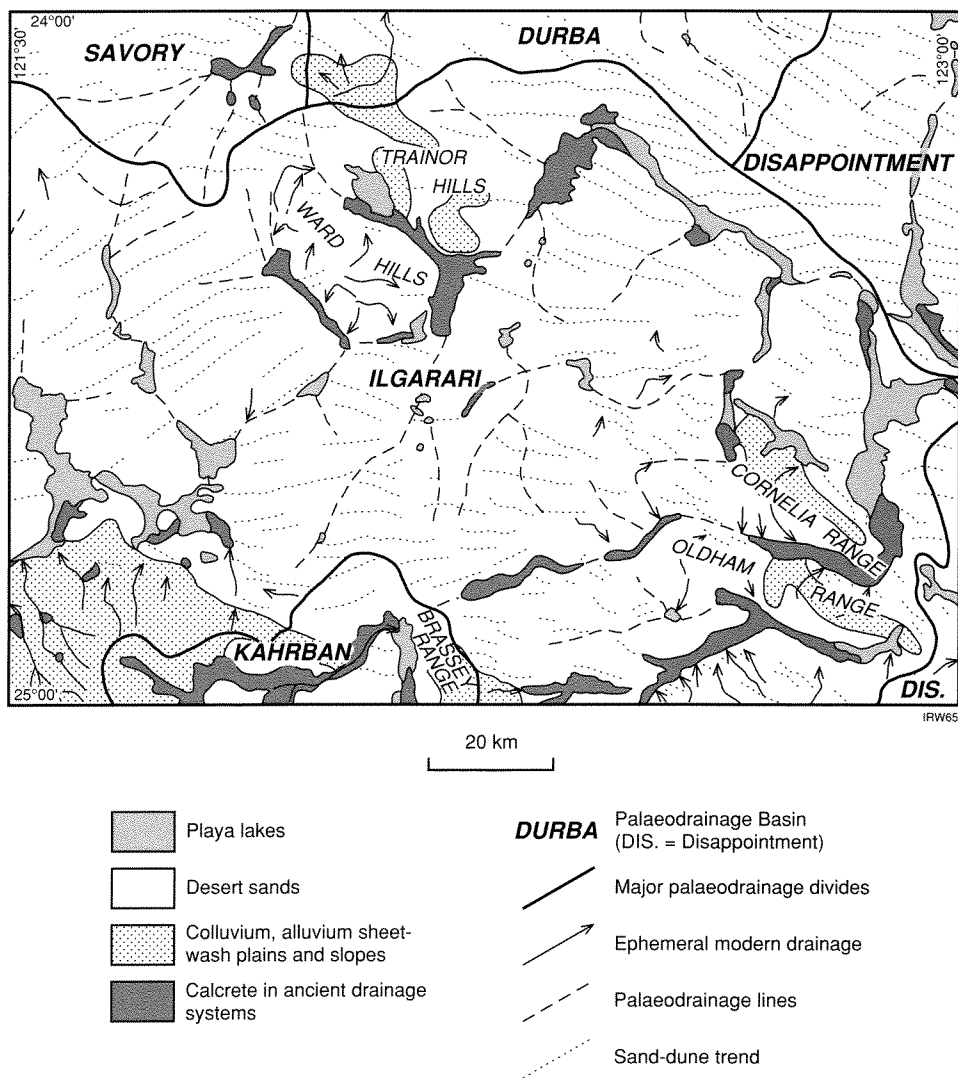 24°00'
121°30'
SAVORY
DURBA
123°00'
DISAPPOINTMENT
TRAINOR
HILLS
WARD
HILLS
ILGARARI
CORNELIA RANGE
OLDHAM
RANGE
BRASSEY
RANGE
KAHRBAN
DIS.
25°00'
IRW65
20 km
Playa lakes
Desert sands
Colluvium, alluvium sheet-
wash plains and slopes
Calcrete in ancient drainage
systems
DURBA Palaeodrainage Basin
(DIS. = Disappointment)
Major palaeodrainage divides
Ephemeral modern drainage
Palaeodrainage lines
Sand-dune trend